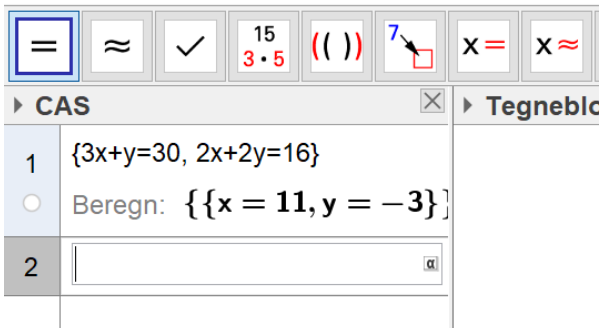 = ≈ ✓ 15 3·5 (( )) 7 x= x≈
CAS
Tegneblo
1
{3x+y=30, 2x+2y=16}
Beregn: {{x = 11, y = −3}}
2
α